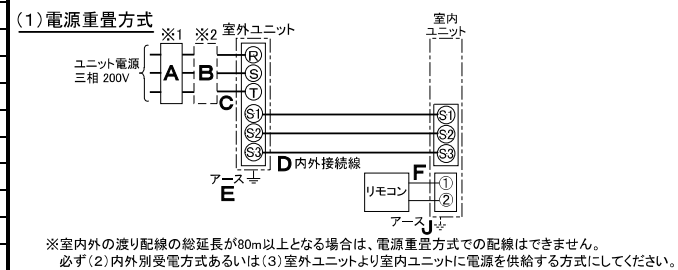 (1)電源重畳方式
※1 ※2 室外ユニット 室内
ユニット
ユニット電源
三相 200V
A B C
R
S
T
S1 S1
S2 S2
S3 S3
D 内外接続線
アース
E
リモコン F ①
②
アース J
※室内外の渡り配線の総延長が80m以上となる場合は、電源重畳方式での配線はできません。
必ず(2)内外別受電方式あるいは(3)室外ユニットより室内ユニットに電源を供給する方式にしてください。